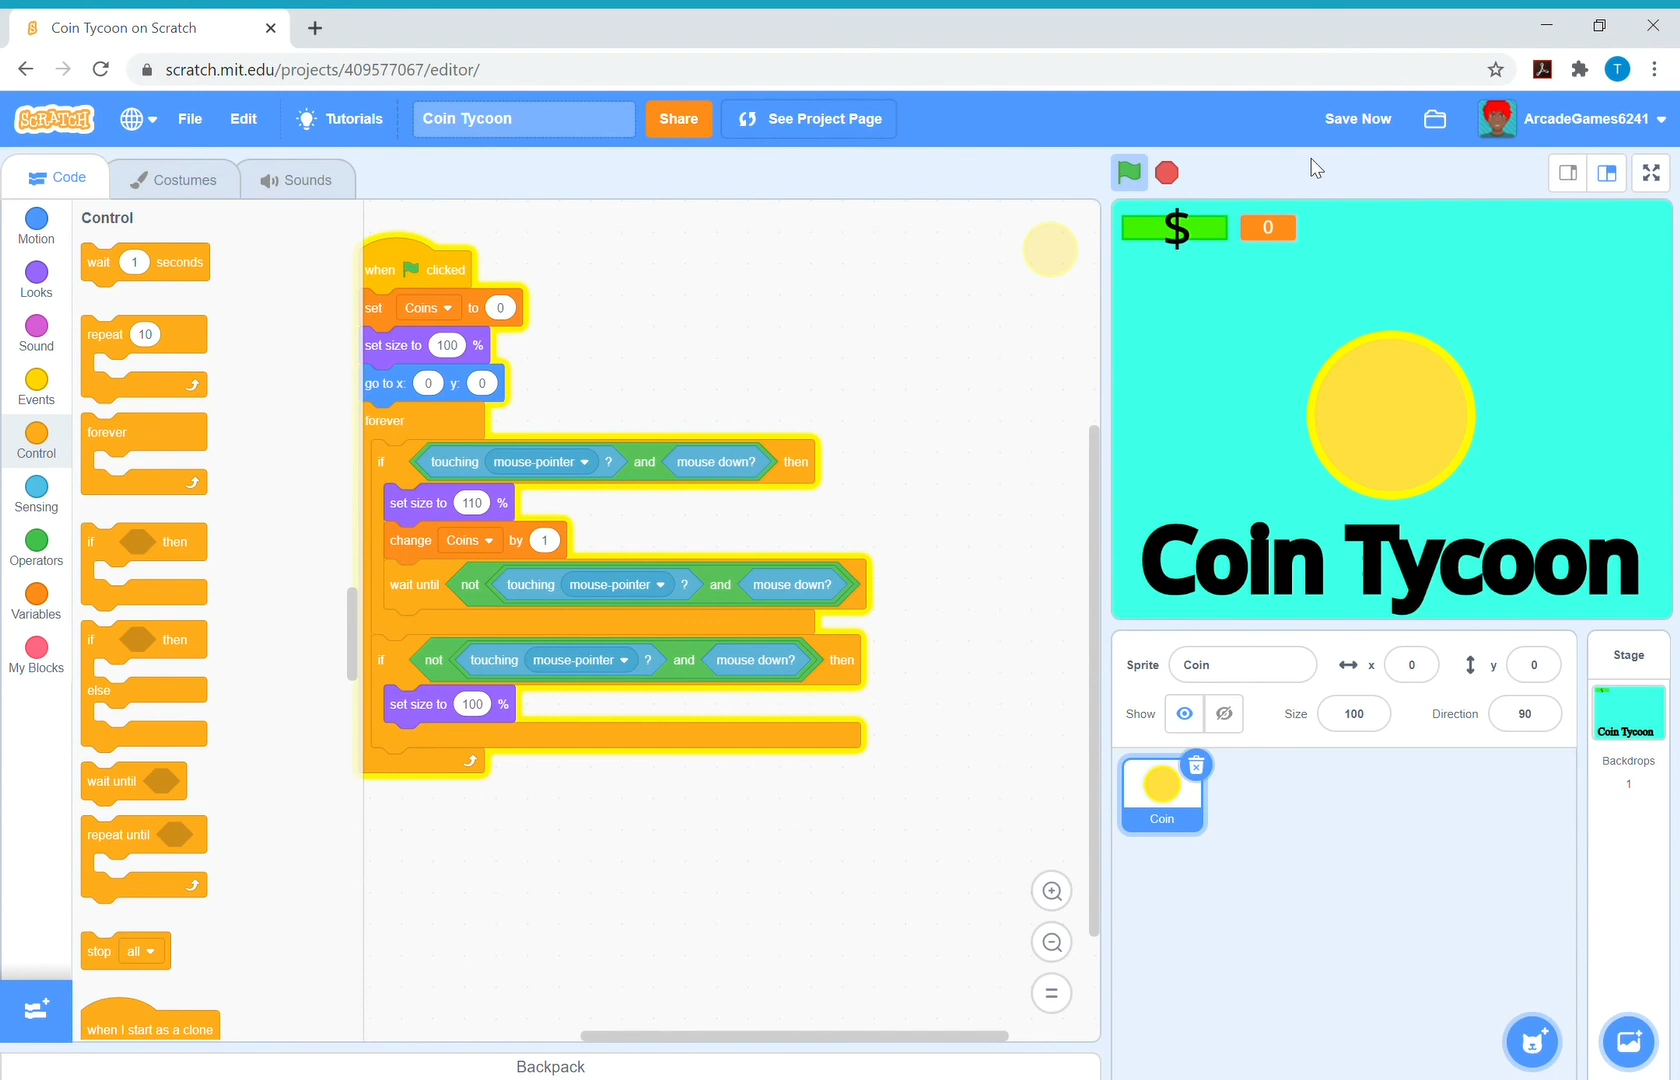 Coin Tycoon on Scratch
scratch.mit.edu/projects/409577067/editor/
T
SCRATCH
File
Edit
Tutorials
Coin Tycoon
Share
See Project Page
Save Now
ArcadeGames6241
Code
Costumes
Sounds
Motion
Looks
Sound
Events
Control
Sensing
Operators
Variables
My Blocks
Control
wait 1 seconds
repeat 10
forever
if then
if then
else
wait until
repeat until
stop all
when I start as a clone
when clicked
set Coins to 0
set size to 100 %
go to x: 0 y: 0
forever
if touching mouse-pointer ? and mouse down? then
set size to 110 %
change Coins by 1
wait until not touching mouse-pointer ? and mouse down?
if not touching mouse-pointer ? and mouse down? then
set size to 100 %
Backpack
$ 0
Coin Tycoon
Sprite Coin x 0 y 0
Show Size 100 Direction 90
Coin
Stage
Coin Tycoon
Backdrops
1